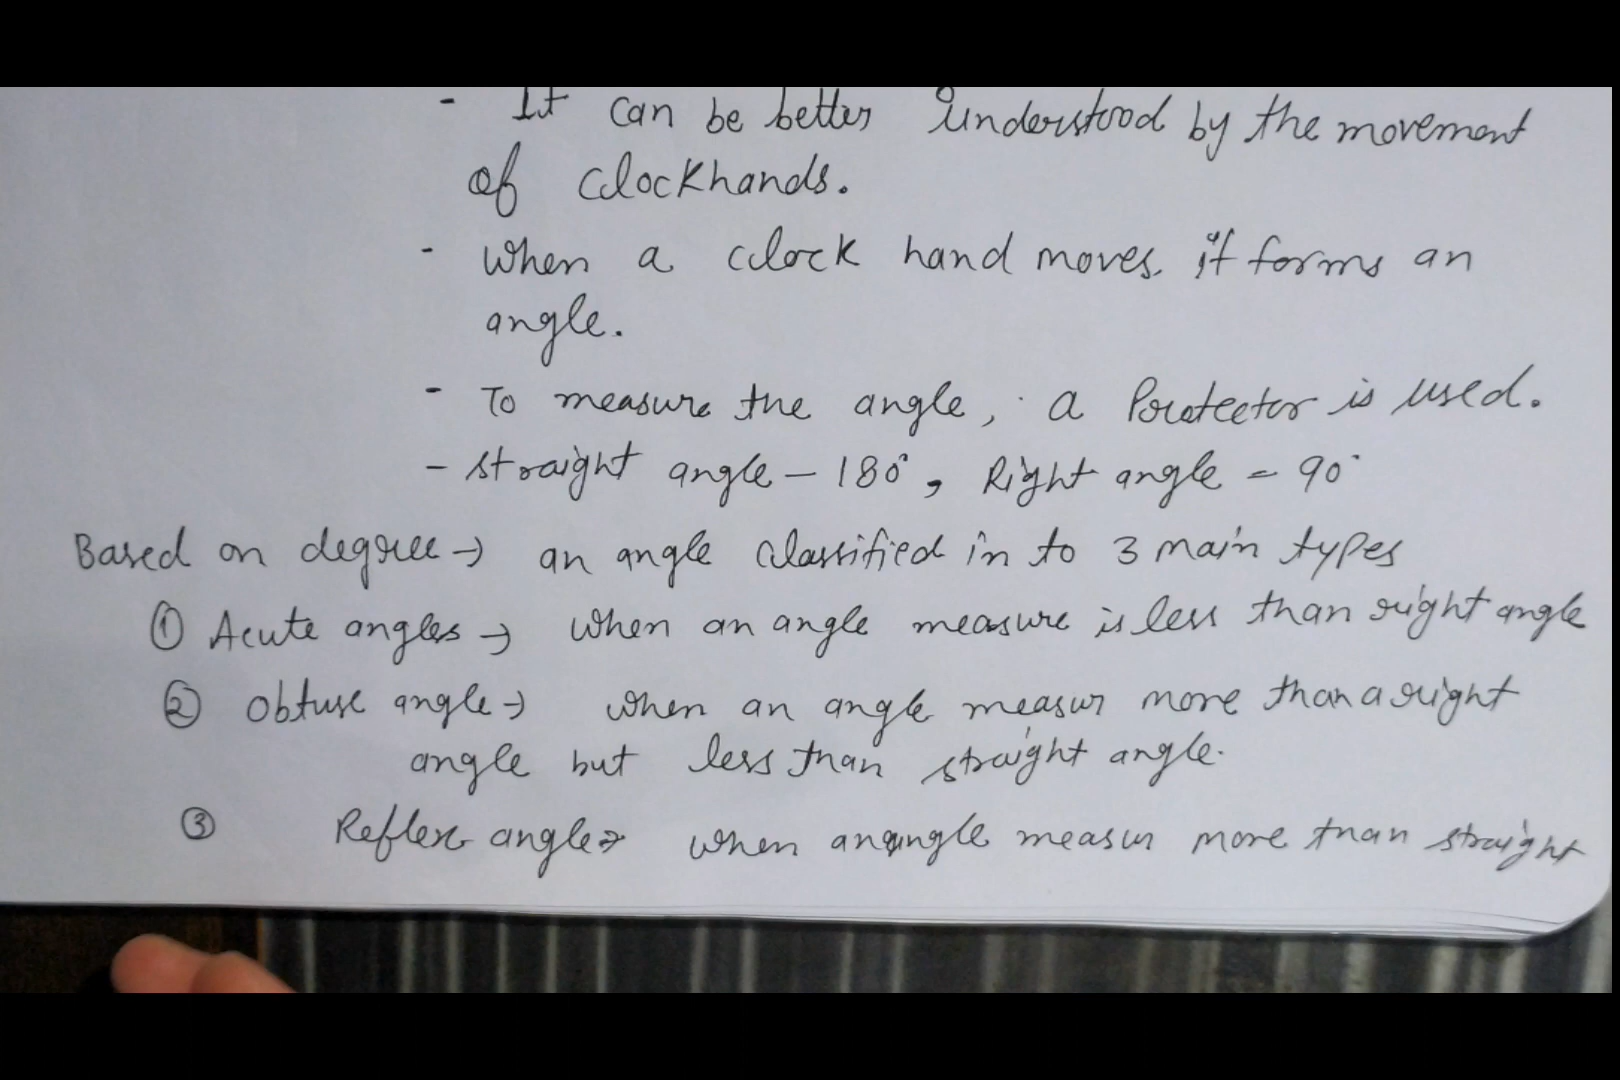 - It can be better understood by the movement
of clockhands.
- When a clock hand moves, it forms an
angle.
- To measure the angle, a Protector is used.
- straight angle - 180°, Right angle = 90°
Based on degree → an angle classified in to 3 main types
① Acute angles → When an angle measure is less than right angle
② Obtuse angle → when an angle measur more than a right
angle but less than straight angle.
③ Reflex angle → when an angle measur more than straight